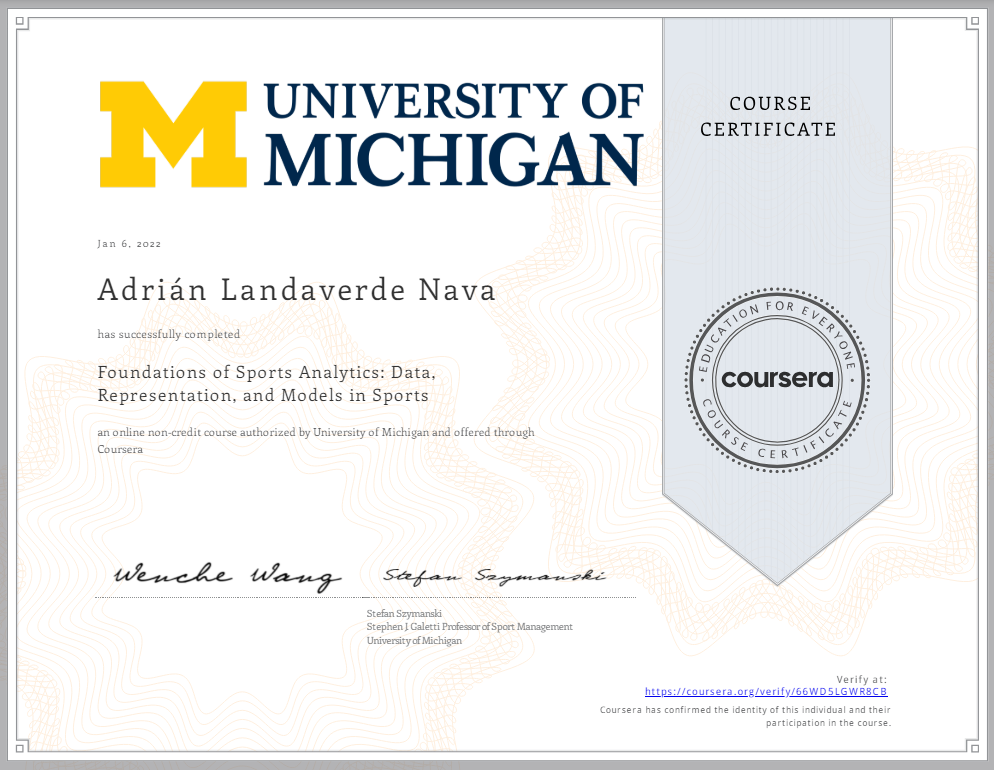 M
UNIVERSITY OF
MICHIGAN
COURSE
CERTIFICATE
Jan 6, 2022
Adrián Landaverde Nava
has successfully completed
Foundations of Sports Analytics: Data,
Representation, and Models in Sports
an online non-credit course authorized by University of Michigan and offered through
Coursera
EDUCATION FOR EVERYONE
coursera
COURSE CERTIFICATE
Wenche Wang
Stefan Szymanski
Stefan Szymanski
Stephen J. Galetti Professor of Sport Management
University of Michigan
Verify at:
https://coursera.org/verify/66WD5LGWR8CB
Coursera has confirmed the identity of this individual and their
participation in the course.